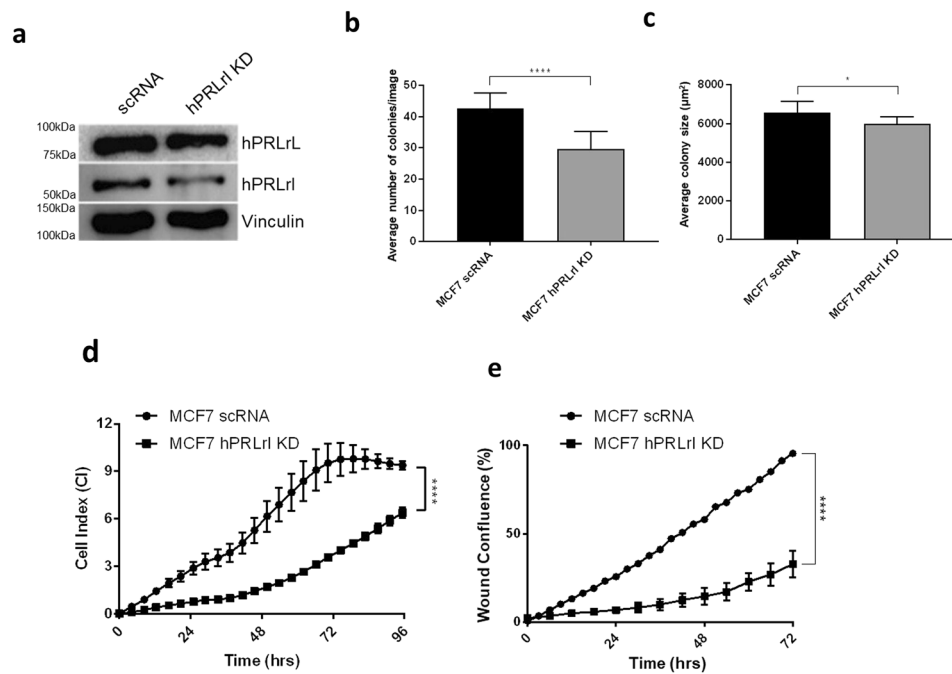 a
scRNA
hPRLrI KD
100kDa
75kDa
hPRLrL
50kDa
hPRLrI
150kDa
100kDa
Vinculin
b
Average number of colonies/image
50
40
30
20
10
0
****
MCF7 scRNA
MCF7 hPRLrI KD
c
Average colony size (µm²)
8000
6000
4000
2000
0
*
MCF7 scRNA
MCF7 hPRLrI KD
d
MCF7 scRNA
MCF7 hPRLrI KD
Cell Index (CI)
12
9
6
3
0
****
0 24 48 72 96
Time (hrs)
e
MCF7 scRNA
MCF7 hPRLrI KD
Wound Confluence (%)
100
50
0
****
0 24 48 72
Time (hrs)